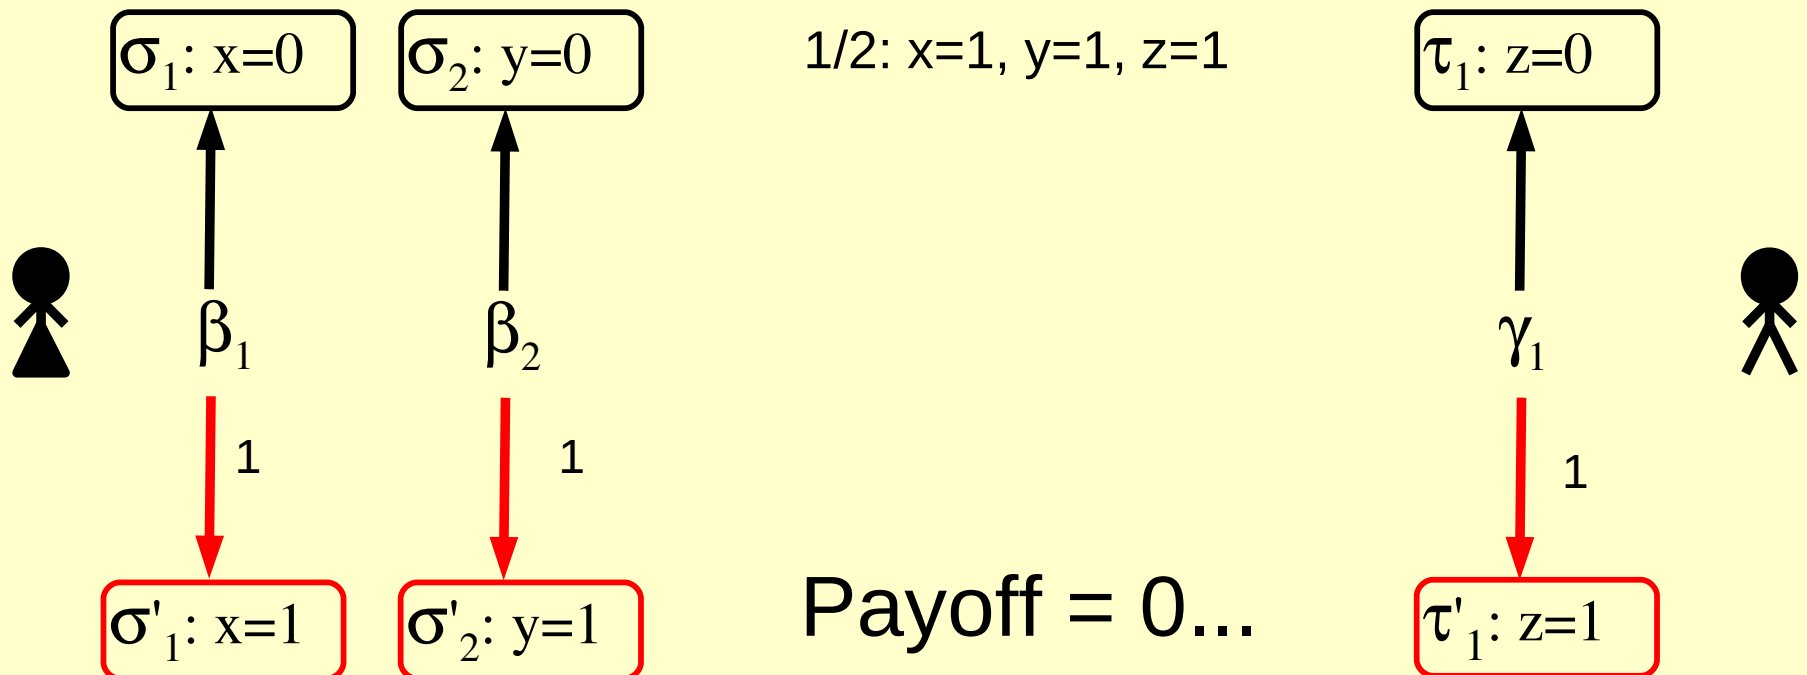 σ₁: x=0
σ₂: y=0
1/2: x=1, y=1, z=1
τ₁: z=0
β₁
β₂
γ₁
1
1
1
σ'₁: x=1
σ'₂: y=1
Payoff = 0...
τ'₁: z=1